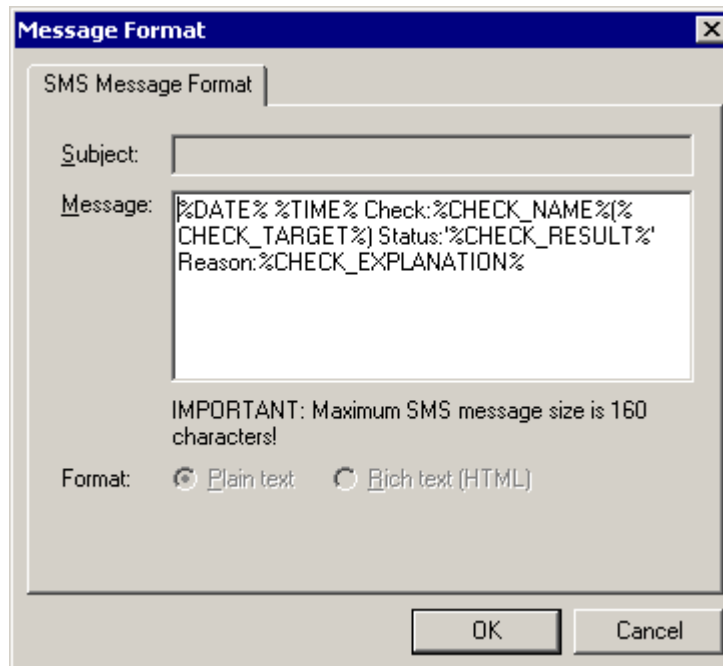 Message Format
SMS Message Format
Subject:
Message:
%DATE% %TIME% Check:%CHECK_NAME%(%
CHECK_TARGET%) Status:'%CHECK_RESULT%'
Reason:%CHECK_EXPLANATION%
IMPORTANT: Maximum SMS message size is 160
characters!
Format: Plain text Rich text (HTML)
OK Cancel